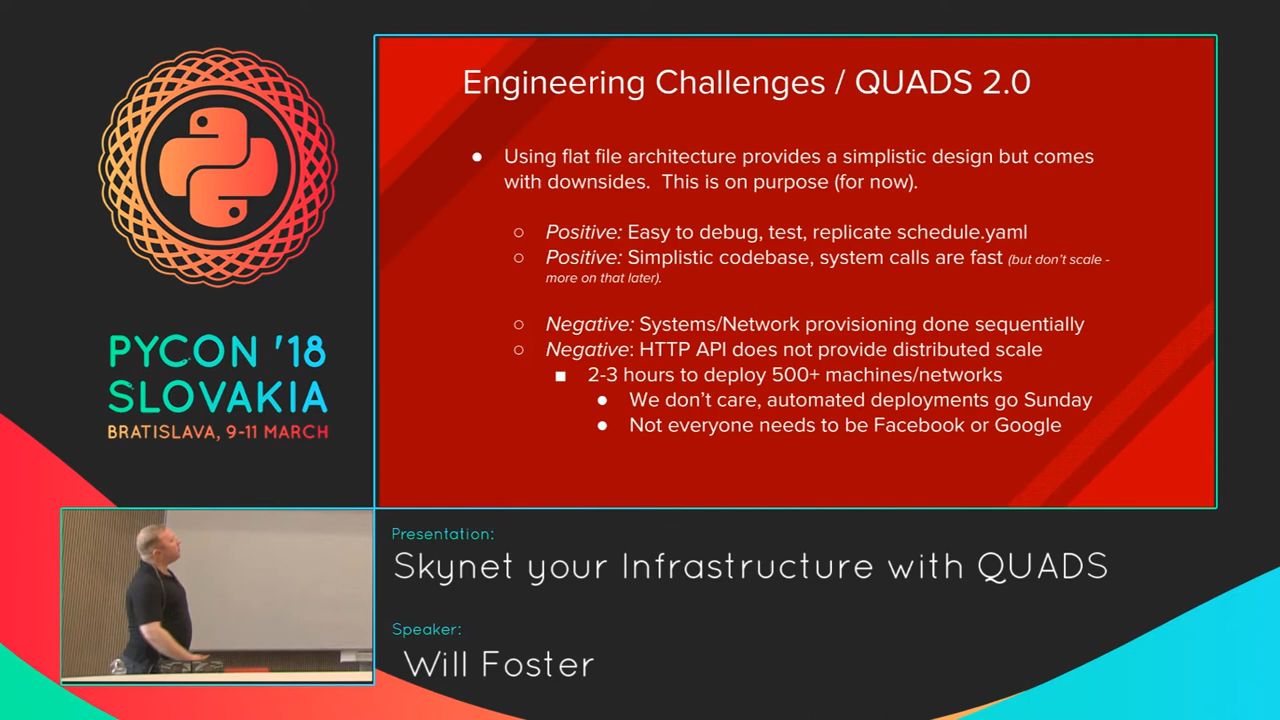 Engineering Challenges / QUADS 2.0
● Using flat file architecture provides a simplistic design but comes
with downsides. This is on purpose (for now).
○ Positive: Easy to debug, test, replicate schedule.yaml
○ Positive: Simplistic codebase, system calls are fast (but don't scale -
more on that later).
○ Negative: Systems/Network provisioning done sequentially
○ Negative: HTTP API does not provide distributed scale
■ 2-3 hours to deploy 500+ machines/networks
● We don't care, automated deployments go Sunday
● Not everyone needs to be Facebook or Google
PYCON '18
SLOVAKIA
BRATISLAVA, 9-11 MARCH
Presentation:
Skynet your Infrastructure with QUADS
Speaker:
Will Foster